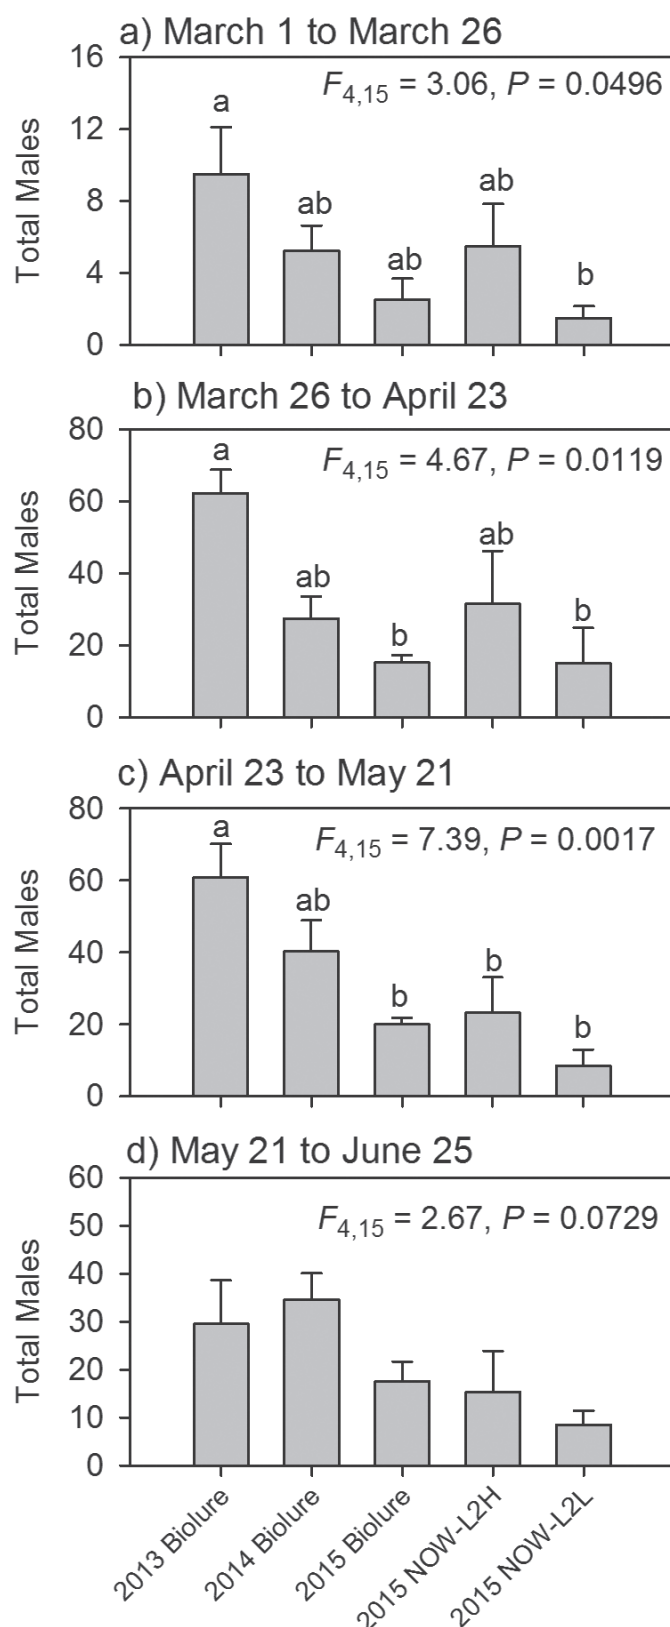 a) March 1 to March 26
F4,15 = 3.06, P = 0.0496
Total Males
16
12
8
4
0
a
ab
ab
ab
b
b) March 26 to April 23
F4,15 = 4.67, P = 0.0119
Total Males
80
60
40
20
0
a
ab
b
ab
b
c) April 23 to May 21
F4,15 = 7.39, P = 0.0017
Total Males
80
60
40
20
0
a
ab
b
b
b
d) May 21 to June 25
F4,15 = 2.67, P = 0.0729
Total Males
60
50
40
30
20
10
0
2013 Biolure
2014 Biolure
2015 Biolure
2015 NOW-L2H
2015 NOW-L2L